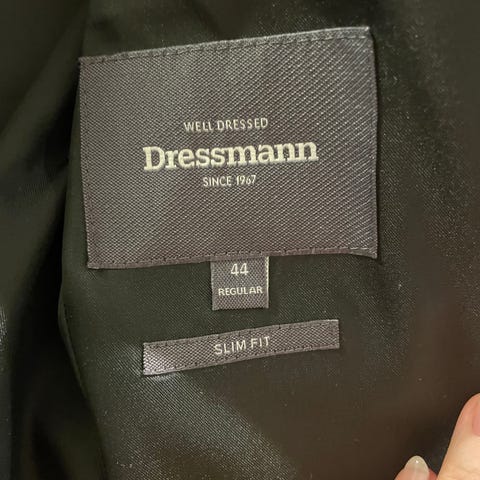 WELL DRESSED
Dressmann
SINCE 1967
44
REGULAR
SLIM FIT